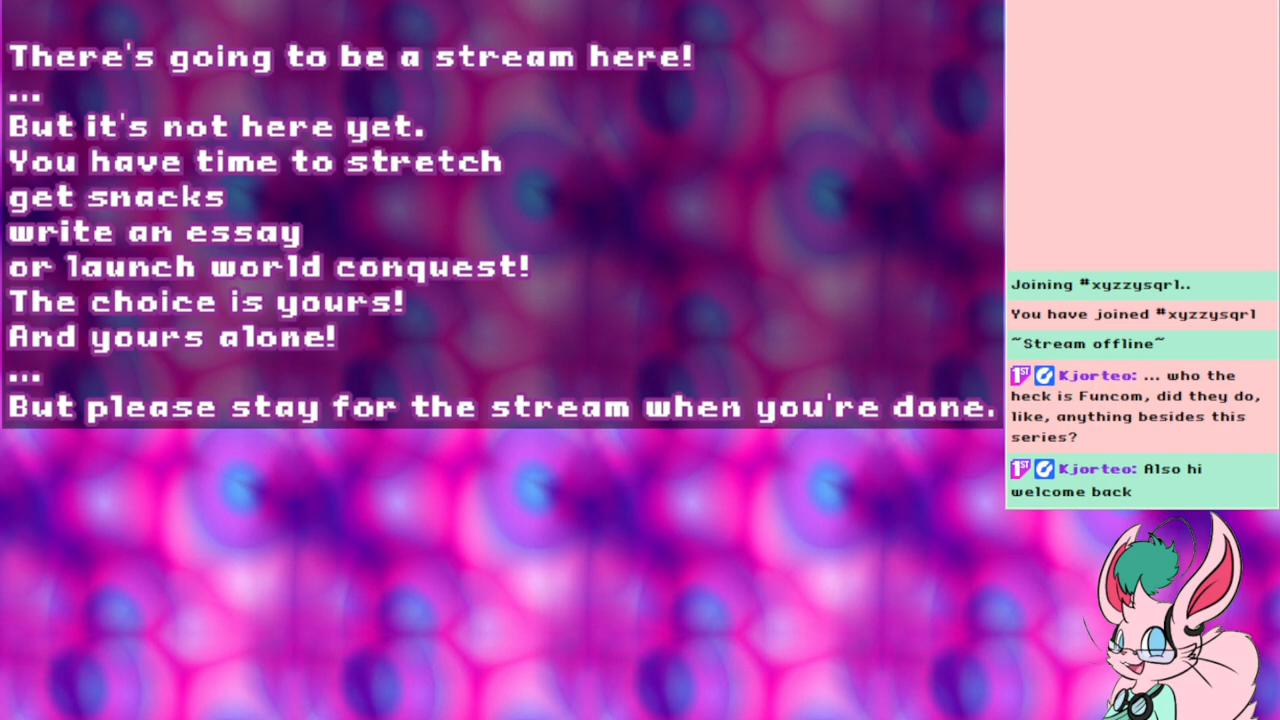 There's going to be a stream here!
...
But it's not here yet.
You have time to stretch
get snacks
write an essay
or launch world conquest!
The choice is yours!
And yours alone!
...
But please stay for the stream when you're done.
Joining #xyzzysqrl..
You have joined #xyzzysqrl
~Stream offline~
1ST Kjorteo: ... who the
heck is Funcom, did they do,
like, anything besides this
series?
1ST Kjorteo: Also hi
welcome back